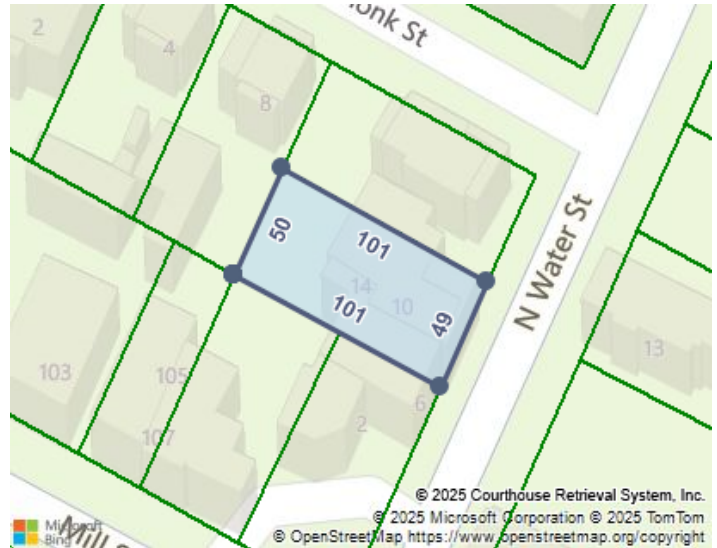 onk St
2
4
8
50
101
14
10
101
49
N Water St
13
103
105
107
2
6
Mill
© 2025 Courthouse Retrieval System, Inc.
Microsoft
Bing
© 2025 Microsoft Corporation © 2025 TomTom
© OpenStreetMap https://www.openstreetmap.org/copyright